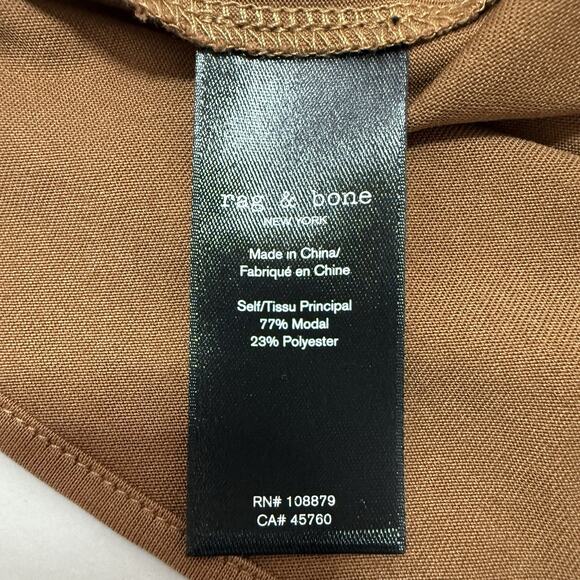 rag & bone
NEW YORK
Made in China/
Fabriqué en Chine
Self/Tissu Principal
77% Modal
23% Polyester
RN# 108879
CA# 45760